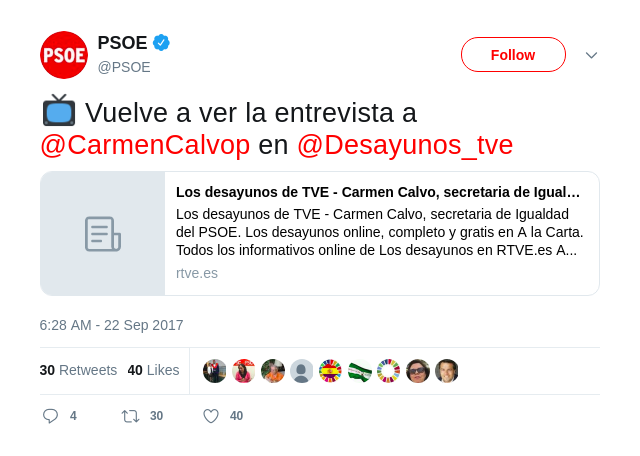 PSOE
PSOE
@PSOE
Follow
Vuelve a ver la entrevista a
@CarmenCalvop en @Desayunos_tve
Los desayunos de TVE - Carmen Calvo, secretaria de Igual…
Los desayunos de TVE - Carmen Calvo, secretaria de Igualdad
del PSOE. Los desayunos online, completo y gratis en A la Carta.
Todos los informativos online de Los desayunos en RTVE.es A...
rtve.es
6:28 AM - 22 Sep 2017
30 Retweets 40 Likes
4 30 40